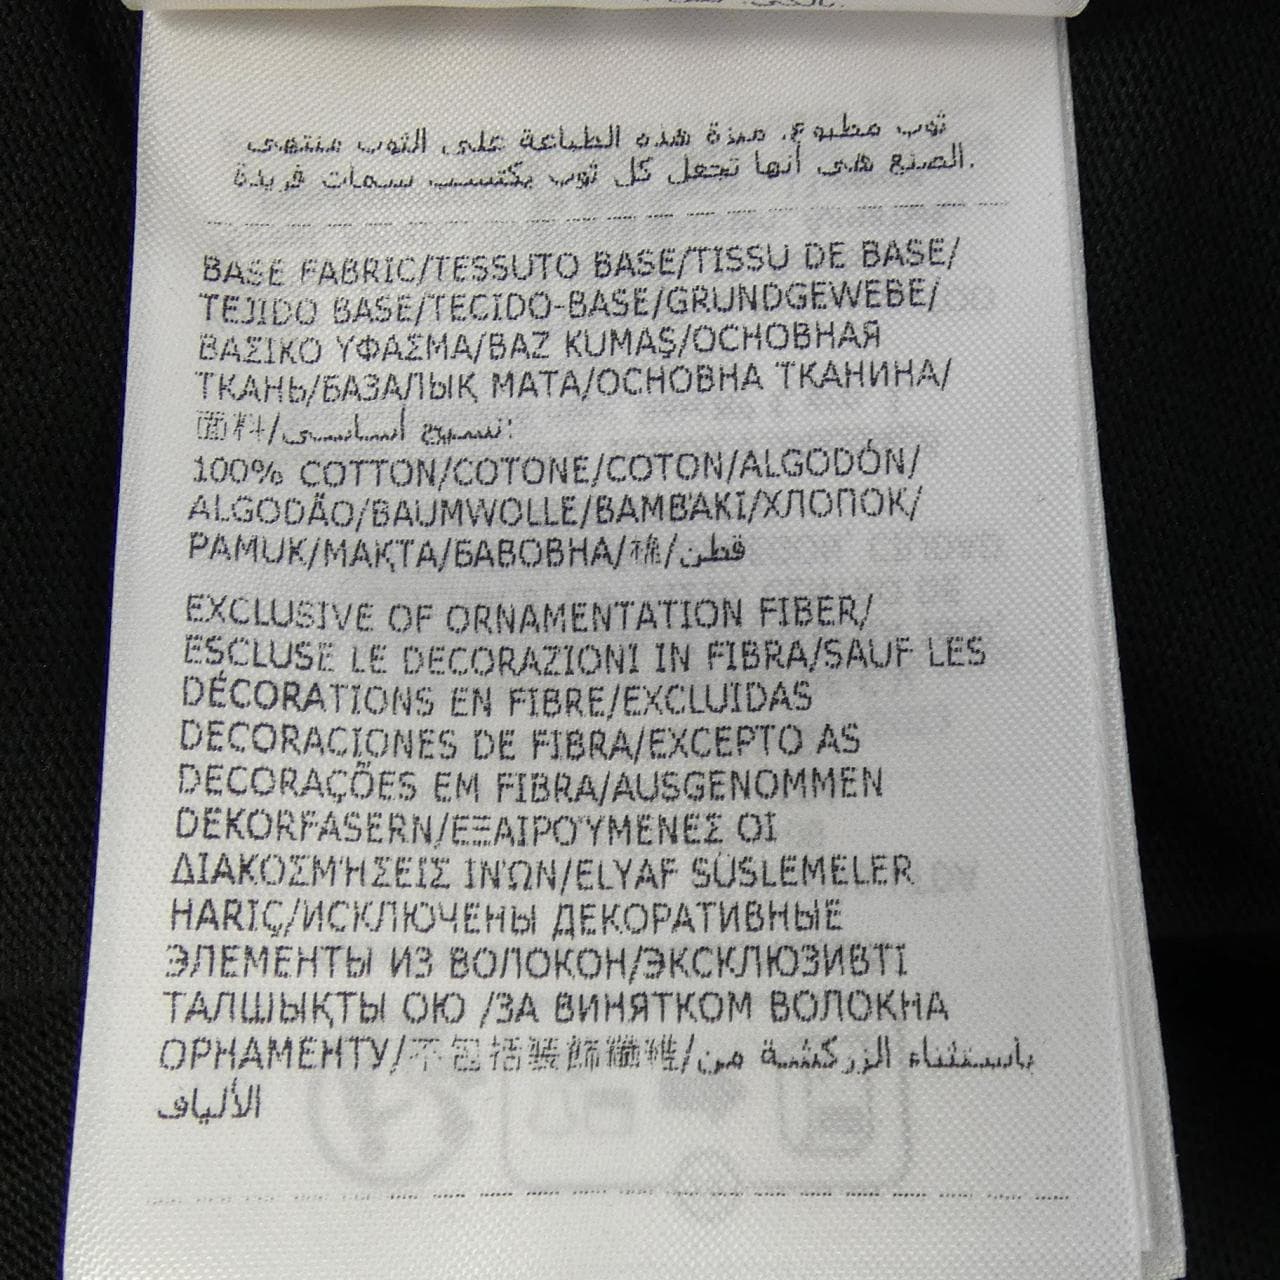 ثوب مطبوع. ميزة هذه الطباعة على الثوب منتهى
الصنع هي أنها تجعل كل ثوب يكتسب سمات فريدة.
BASE FABRIC/TESSUTO BASE/TISSU DE BASE/
TEJIDO BASE/TECIDO-BASE/GRUNDGEWEBE/
ΒΑΣΙΚΟ ΥΦΑΣΜΑ/BAZ KUMAŞ/ОСНОВНАЯ
ТКАНЬ/БАЗАЛЫҚ МАТА/ОСНОВНА ТКАНИНА/
面料/نسيج أساسي:
100% COTTON/COTONE/COTON/ALGODÓN/
ALGODÃO/BAUMWOLLE/ΒΑΜΒΆΚΙ/ХЛОПОК/
PAMUK/МАҚТА/БАВОВНА/棉/قطن
EXCLUSIVE OF ORNAMENTATION FIBER/
ESCLUSE LE DECORAZIONI IN FIBRA/SAUF LES
DÉCORATIONS EN FIBRE/EXCLUIDAS
DECORACIONES DE FIBRA/EXCEPTO AS
DECORAÇÕES EM FIBRA/AUSGENOMMEN
DEKORFASERN/ΕΞΑΙΡΟΎΜΕΝΕΣ ΟΙ
ΔΙΑΚΟΣΜΉΣΕΙΣ ΙΝΏΝ/ELYAF SÜSLEMELER
HARIÇ/ИСКЛЮЧЕНЫ ДЕКОРАТИВНЫЕ
ЭЛЕМЕНТЫ ИЗ ВОЛОКОН/ЭКСКЛЮЗИВТІ
ТАЛШЫҚТЫ ОЮ /ЗА ВИНЯТКОМ ВОЛОКНА
ОРНАМЕНТУ/不包括装飾纖維/باستثناء الزركشية من
الألياف